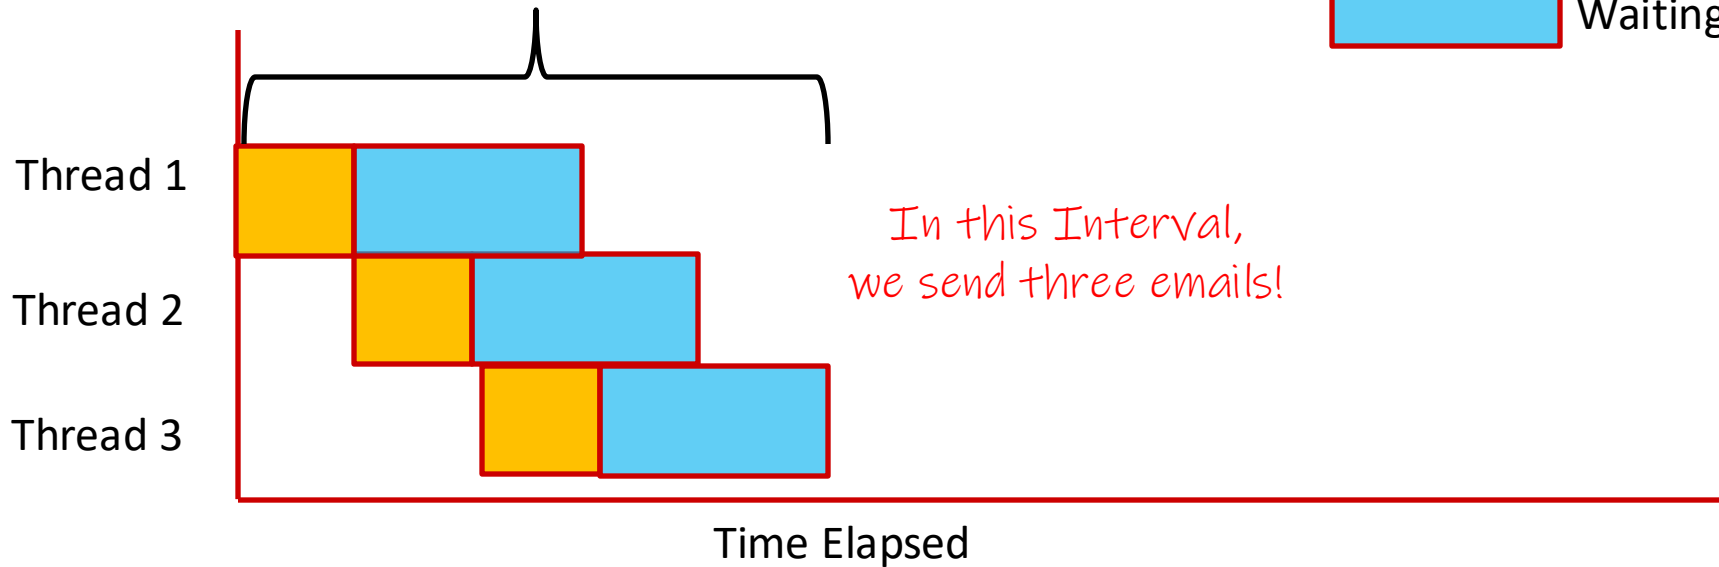 Waiting
Thread 1
In this Interval,
we send three emails!
Thread 2
Thread 3
Time Elapsed